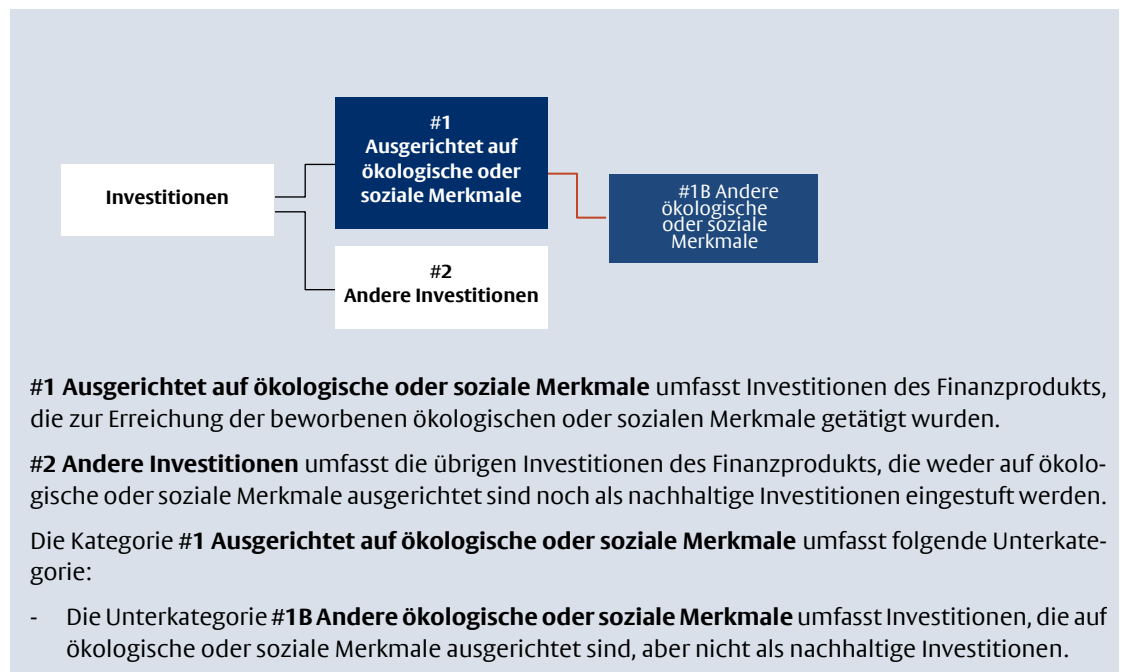 #1
Ausgerichtet auf
ökologische oder
soziale Merkmale
Investitionen
#1B Andere
ökologische
oder soziale
Merkmale
#2
Andere Investitionen
#1 Ausgerichtet auf ökologische oder soziale Merkmale umfasst Investitionen des Finanzprodukts,
die zur Erreichung der beworbenen ökologischen oder sozialen Merkmale getätigt wurden.
#2 Andere Investitionen umfasst die übrigen Investitionen des Finanzprodukts, die weder auf ökolo-
gische oder soziale Merkmale ausgerichtet sind noch als nachhaltige Investitionen eingestuft werden.
Die Kategorie #1 Ausgerichtet auf ökologische oder soziale Merkmale umfasst folgende Unterkate-
gorie:
- Die Unterkategorie #1B Andere ökologische oder soziale Merkmale umfasst Investitionen, die auf
ökologische oder soziale Merkmale ausgerichtet sind, aber nicht als nachhaltige Investitionen.